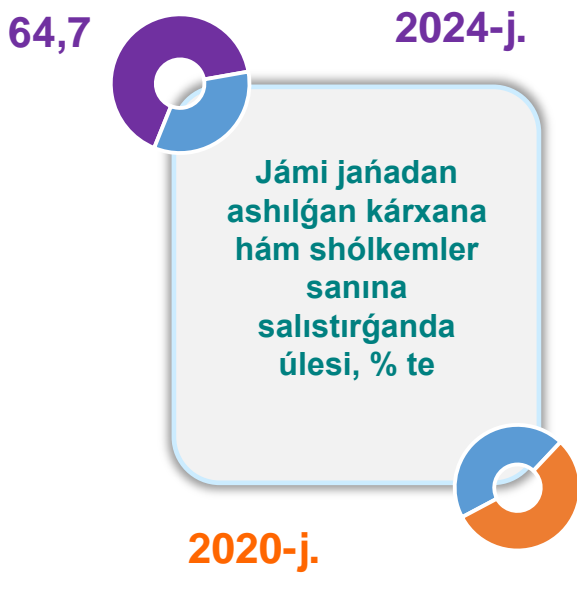 64,7
2024-j.
Jámi jańadan
ashılǵan kárxana
hám shólkemler
sanına
salıstırǵanda
úlesi, % te
2020-j.